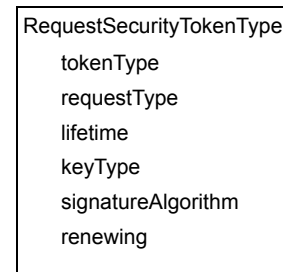 RequestSecurityTokenType
tokenType
requestType
lifetime
keyType
signatureAlgorithm
renewing